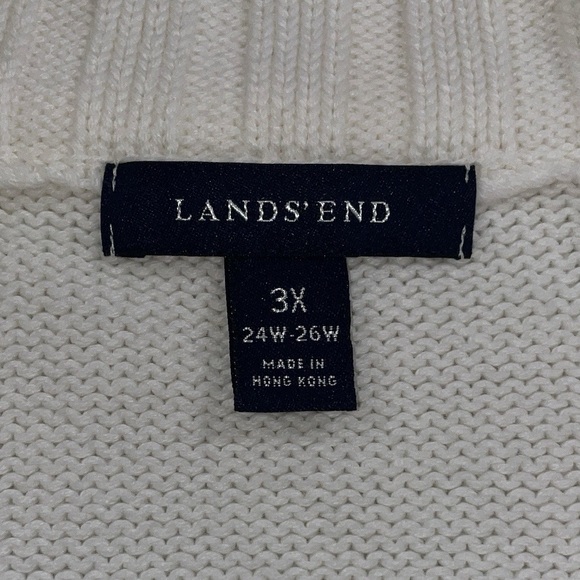 LANDS' END
3X
24W-26W
MADE IN
HONG KONG